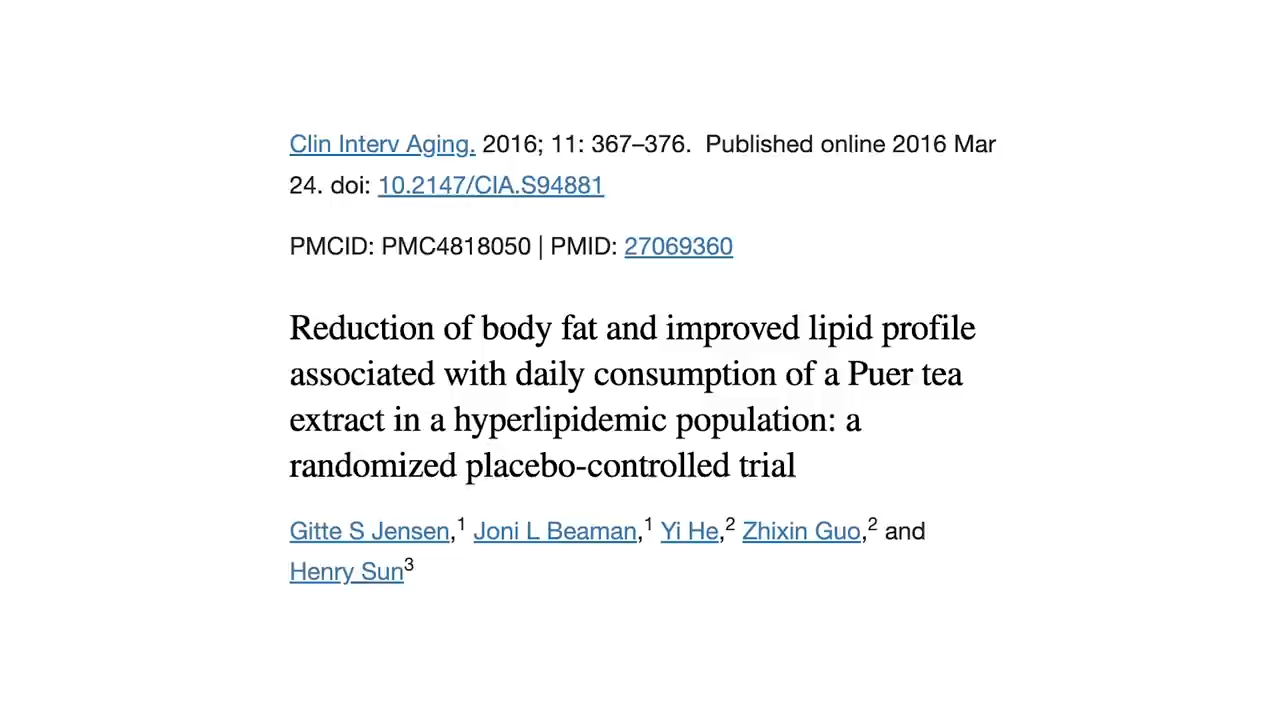 Clin Interv Aging. 2016; 11: 367–376.  Published online 2016 Mar
24. doi: 10.2147/CIA.S94881
PMCID: PMC4818050 | PMID: 27069360
Reduction of body fat and improved lipid profile
associated with daily consumption of a Puer tea
extract in a hyperlipidemic population: a
randomized placebo-controlled trial
Gitte S Jensen,1 Joni L Beaman,1 Yi He,2 Zhixin Guo,2 and
Henry Sun3